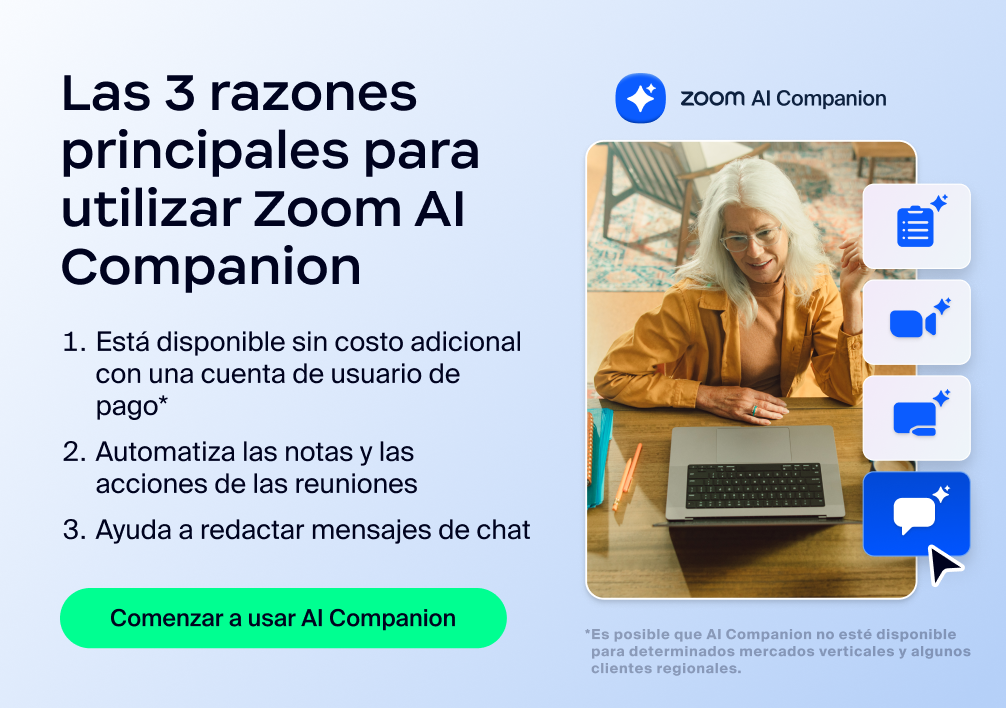 Las 3 razones
principales para
utilizar Zoom AI
Companion
1. Está disponible sin costo adicional
con una cuenta de usuario de
pago*
2. Automatiza las notas y las
acciones de las reuniones
3. Ayuda a redactar mensajes de chat
Comenzar a usar AI Companion
zoom AI Companion
*Es posible que AI Companion no esté disponible
para determinados mercados verticales y algunos
clientes regionales.